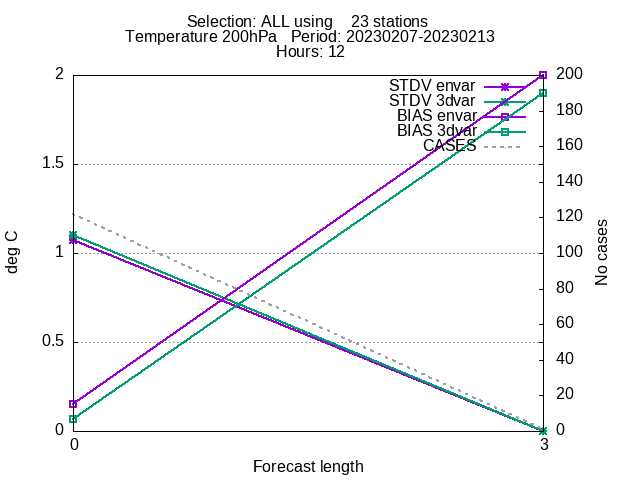 Selection: ALL using    23 stations
Temperature 200hPa   Period: 20230207-20230213
Hours: 12
2
1.5
1
0.5
0
deg C
STDV envar
STDV 3dvar
BIAS envar
BIAS 3dvar
CASES
200
180
160
140
120
100
80
60
40
20
0
No cases
0
3
Forecast length